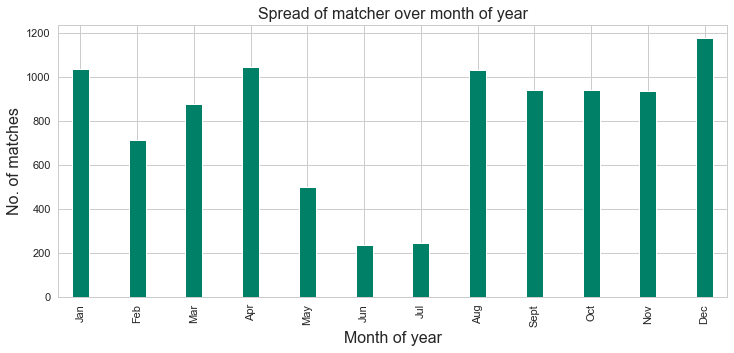 Spread of matcher over month of year
No. of matches
1200
1000
800
600
400
200
0
Jan
Feb
Mar
Apr
May
Jun
Jul
Aug
Sept
Oct
Nov
Dec
Month of year